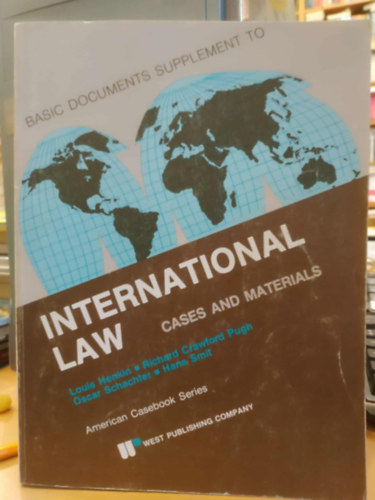 BASIC DOCUMENTS SUPPLEMENT TO
INTERNATIONAL
LAW
CASES AND MATERIALS
Louis Henkin • Richard Crawford Pugh
Oscar Schachter • Hans Smit
American Casebook Series
WEST PUBLISHING COMPANY